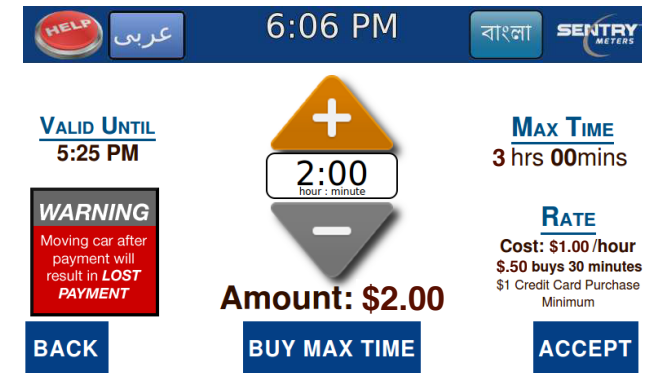 HELP
عربى
6:06 PM
বাংলা
SENTRY
METERS
VALID UNTIL
5:25 PM
+
2:00
hour : minute
−
MAX TIME
3 hrs 00mins
WARNING
Moving car after
payment will
result in LOST
PAYMENT
RATE
Cost: $1.00 /hour
$.50 buys 30 minutes
$1 Credit Card Purchase
Minimum
Amount: $2.00
BACK
BUY MAX TIME
ACCEPT